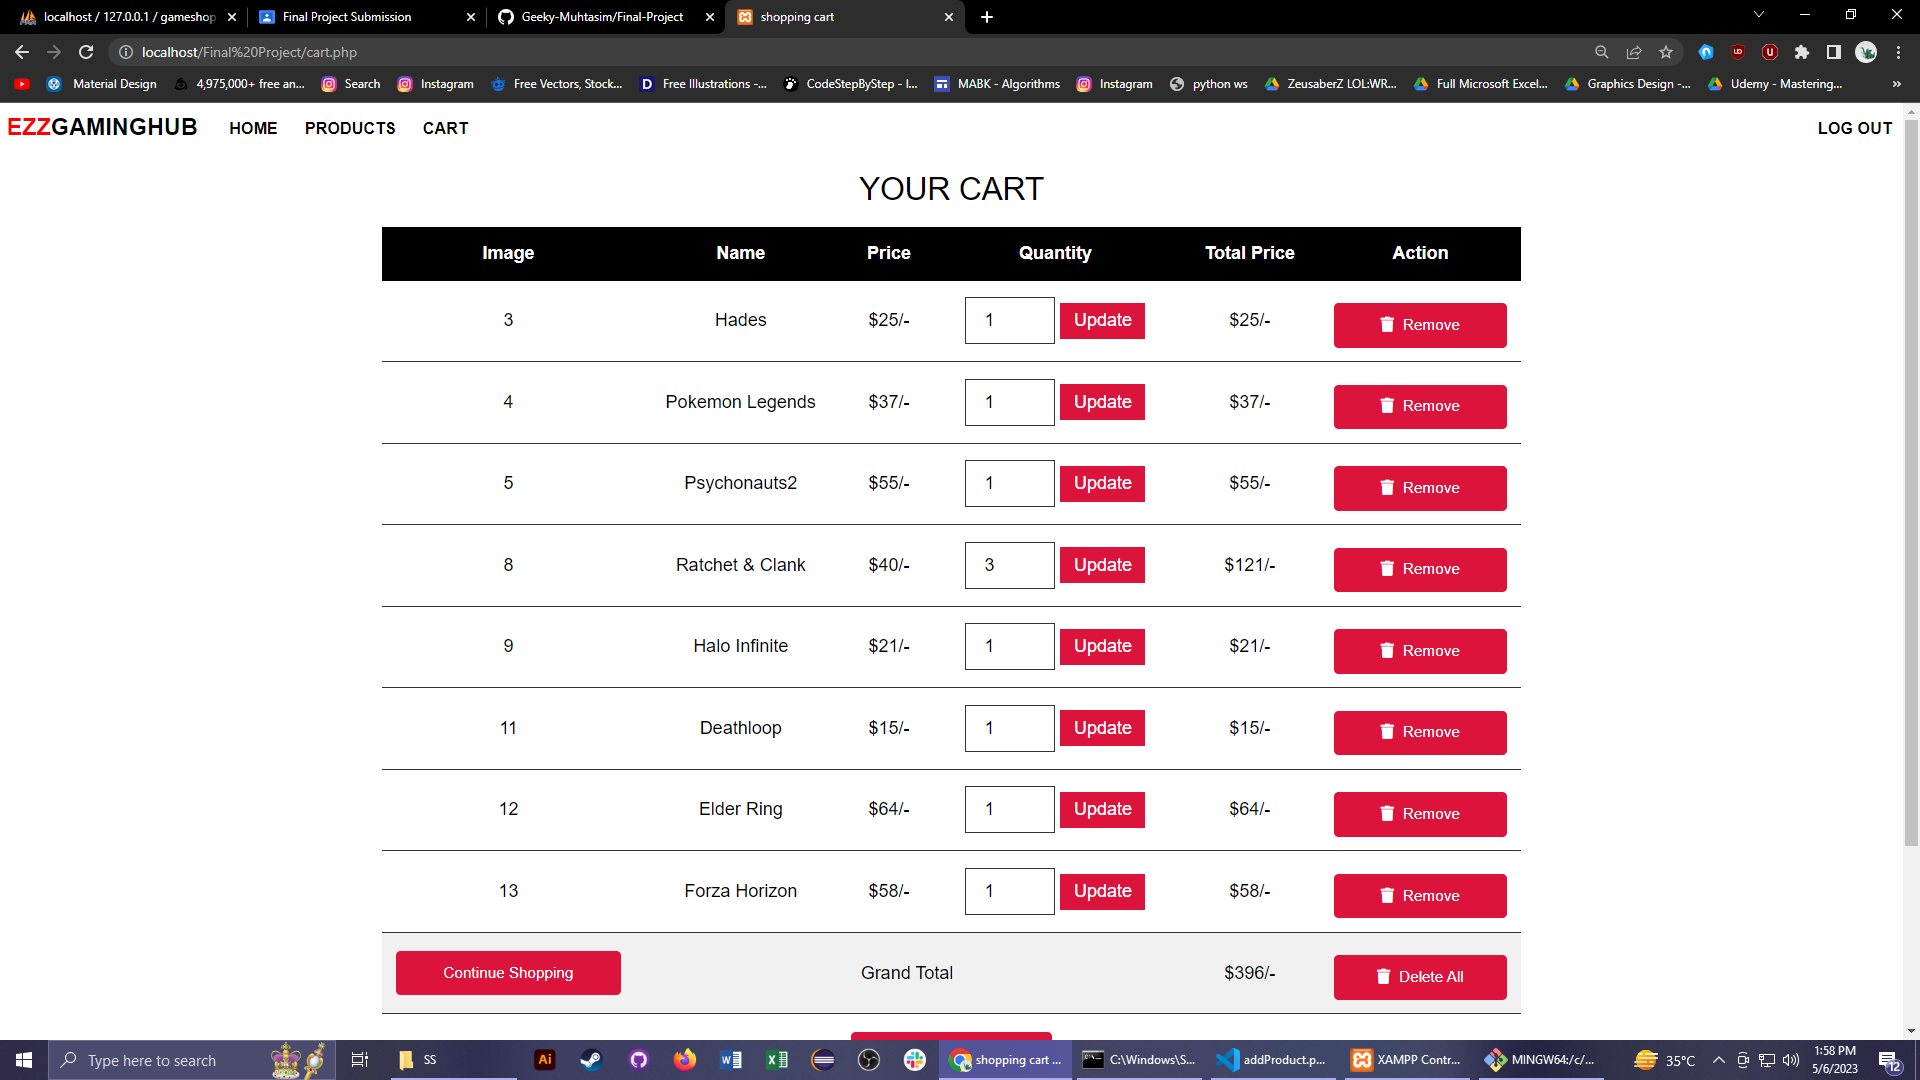 localhost / 127.0.0.1 / gameshop
Final Project Submission
Geeky-Muhtasim/Final-Project
shopping cart
localhost/Final%20Project/cart.php
Material Design
4,975,000+ free an...
Search
Instagram
Free Vectors, Stock...
Free Illustrations -...
CodeStepByStep - I...
MABK - Algorithms
Instagram
python ws
ZeusaberZ LOL:WR...
Full Microsoft Excel...
Graphics Design -...
Udemy - Mastering...
»
EZZGAMINGHUB HOME PRODUCTS CART LOG OUT
YOUR CART
Image Name Price Quantity Total Price Action
3 Hades $25/- 1 Update $25/- Remove
4 Pokemon Legends $37/- 1 Update $37/- Remove
5 Psychonauts2 $55/- 1 Update $55/- Remove
8 Ratchet & Clank $40/- 3 Update $121/- Remove
9 Halo Infinite $21/- 1 Update $21/- Remove
11 Deathloop $15/- 1 Update $15/- Remove
12 Elder Ring $64/- 1 Update $64/- Remove
13 Forza Horizon $58/- 1 Update $58/- Remove
Continue Shopping Grand Total $396/- Delete All
Type here to search
SS
Ai
shopping cart ...
C:\Windows\S...
addProduct.p...
XAMPP Contr...
MINGW64:/c/...
35°C
1:58 PM
5/6/2023
12